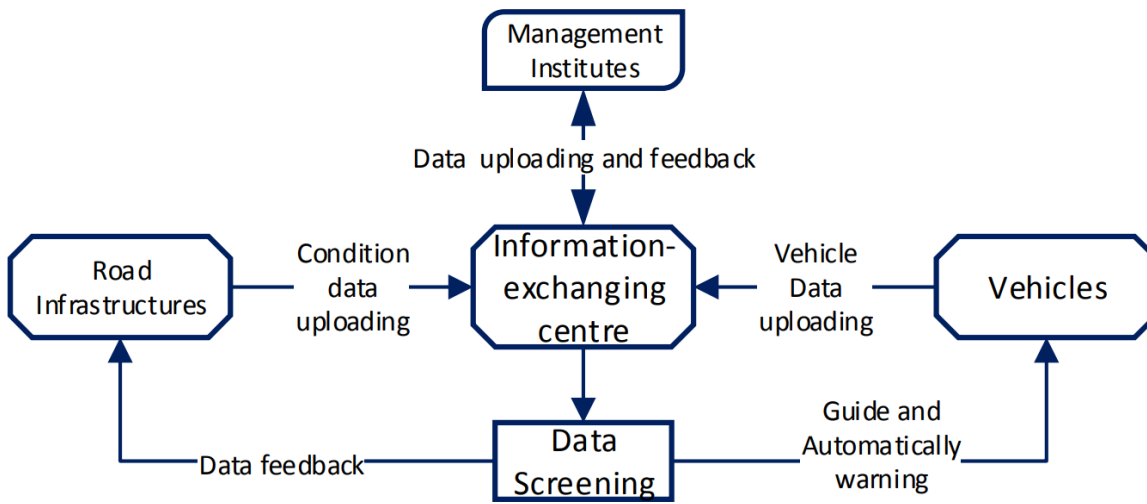 Management
Institutes
Data uploading and feedback
Road
Infrastructures
Condition
data
uploading
Information-
exchanging
centre
Vehicle
Data
uploading
Vehicles
Data feedback
Data
Screening
Guide and
Automatically
warning